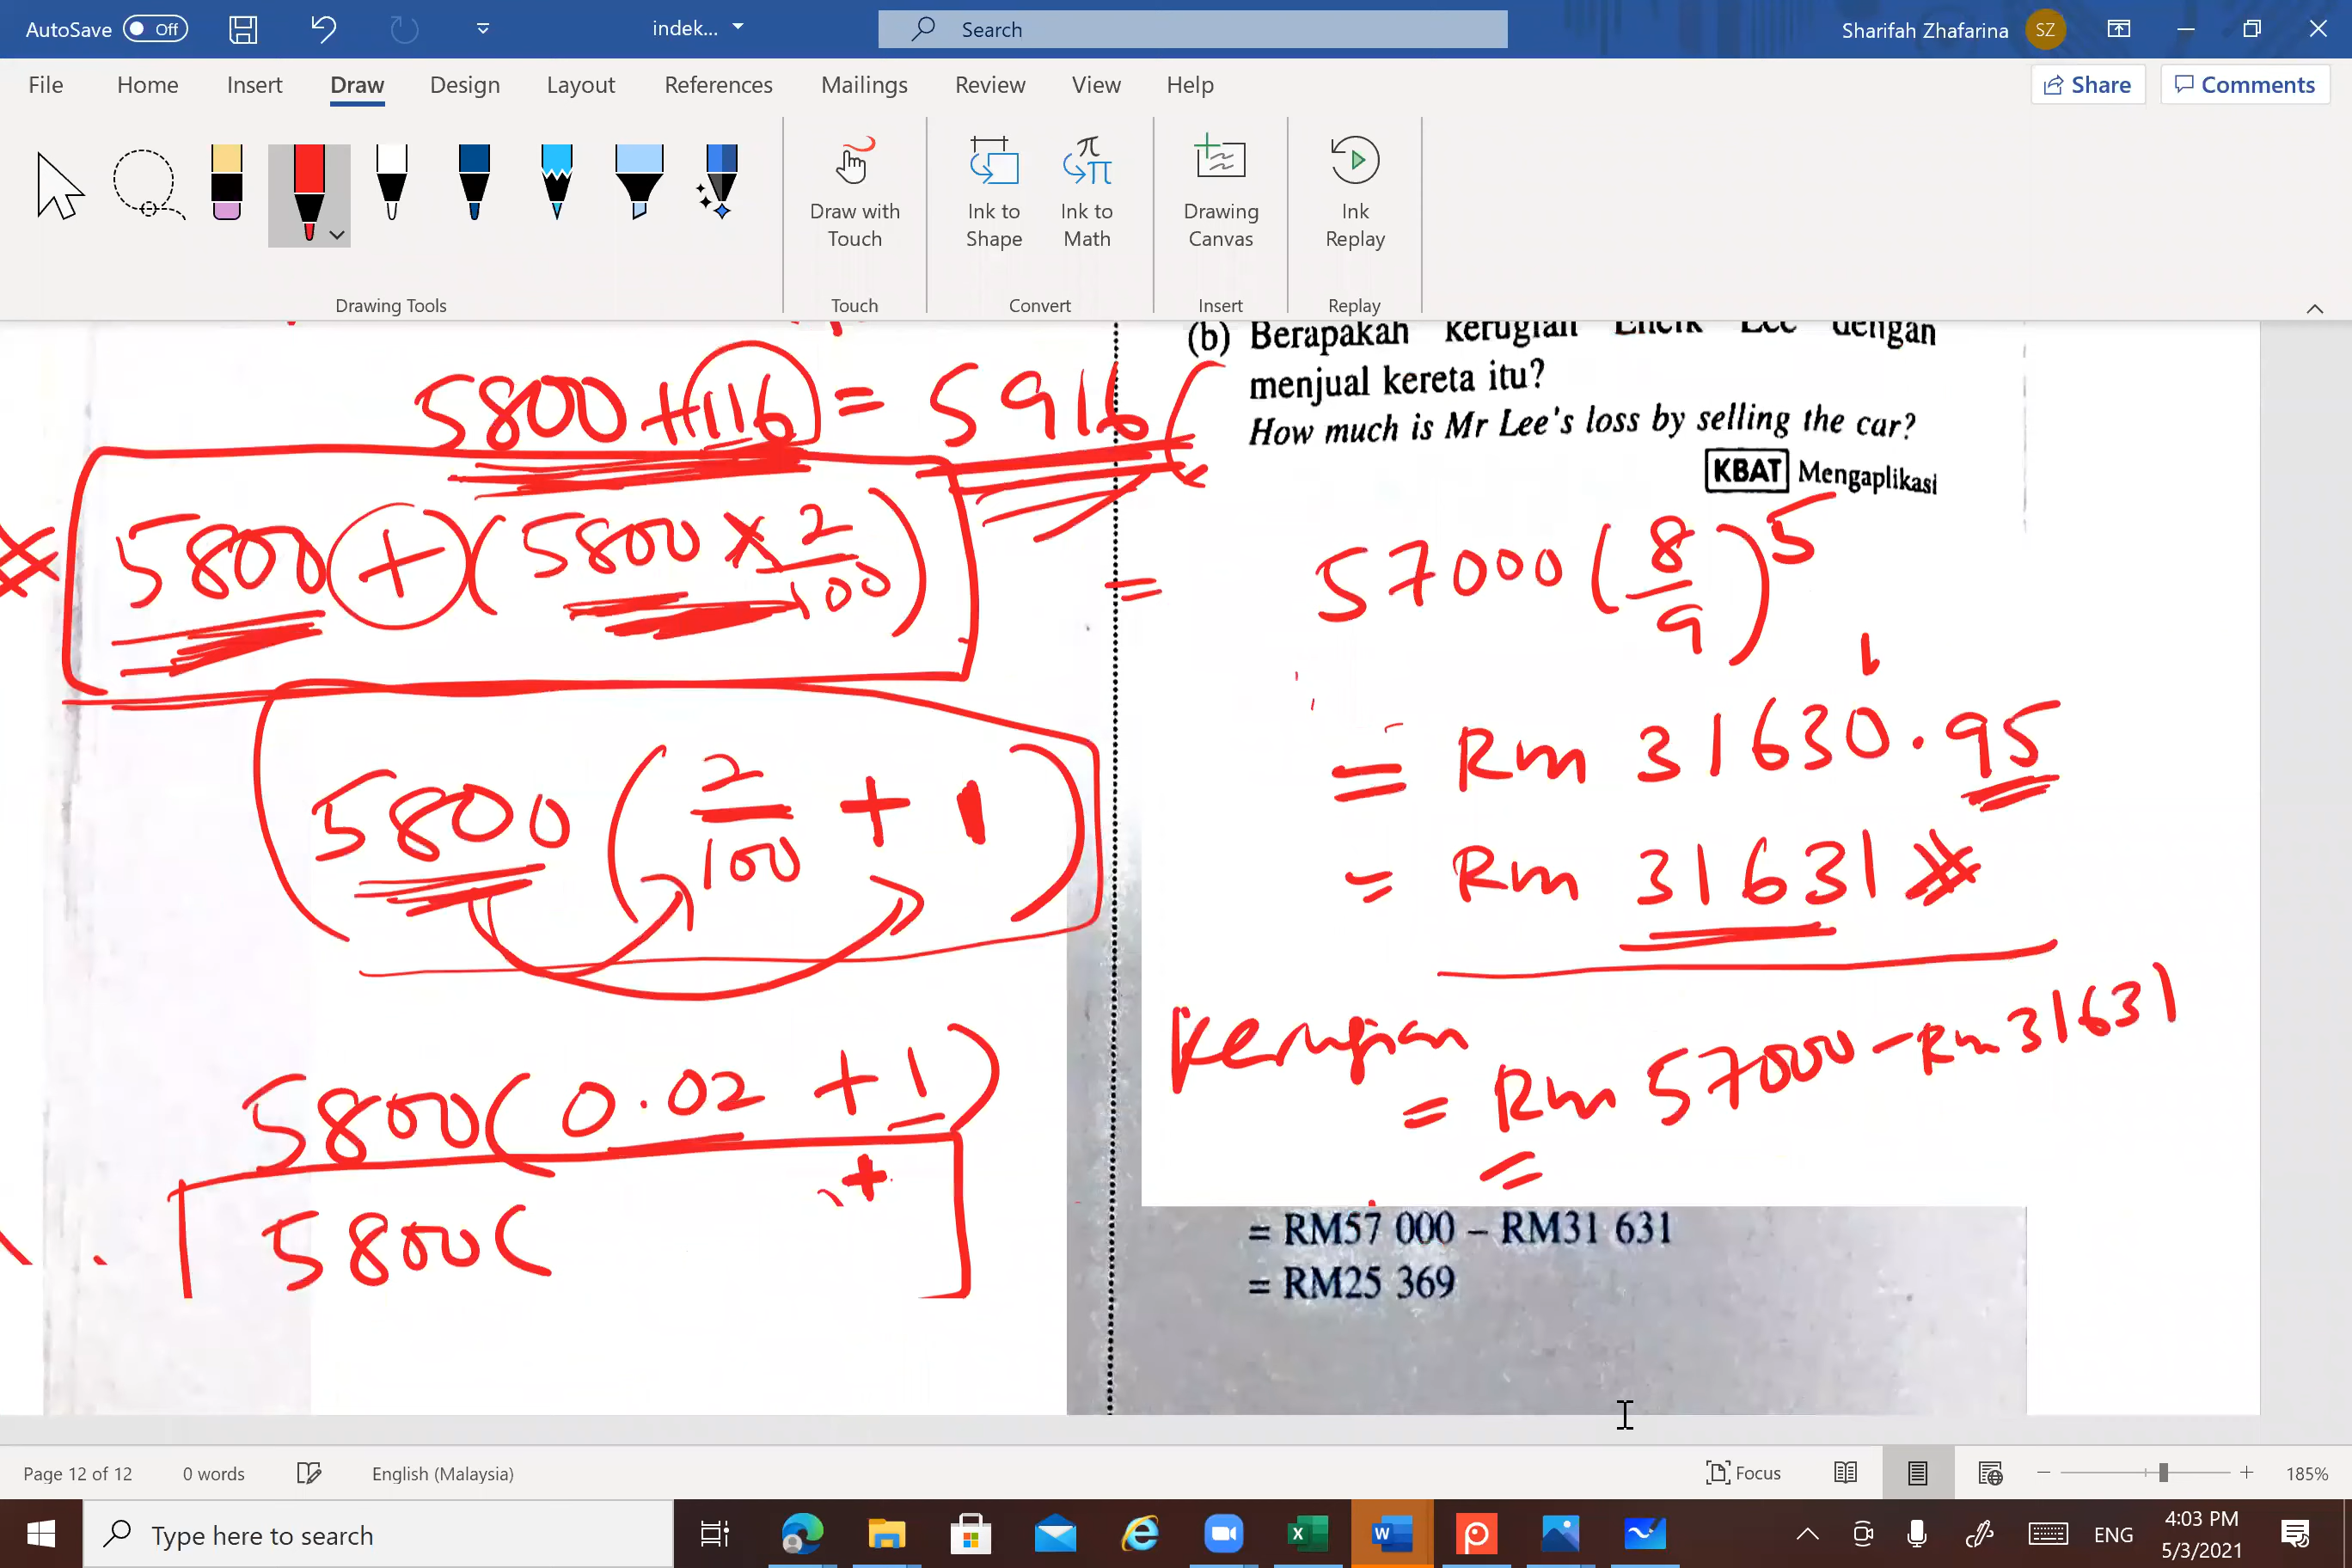 AutoSave Off indek... Search Sharifah Zhafarina SZ
File Home Insert Draw Design Layout References Mailings Review View Help Share Comments
Draw with Touch
Ink to Shape
Ink to Math
Drawing Canvas
Ink Replay
Drawing Tools Touch Convert Insert Replay
5800 + 116 = 5916
5800 + (5800 × 2/100)
5800 (2/100 + 1)
5800 (0.02 + 1)
5800 (
+
(b) Berapakah kerugian Encik Lee dengan
menjual kereta itu?
How much is Mr Lee's loss by selling the car?
KBAT Mengaplikasi
= 57000 (8/9)^5
= Rm 31630.95
= Rm 31631
Kerugian
= Rm 57000 - Rm 31631
=
= RM57 000 – RM31 631
= RM25 369
Page 12 of 12 0 words English (Malaysia) Focus 185%
Type here to search ENG 4:03 PM
5/3/2021